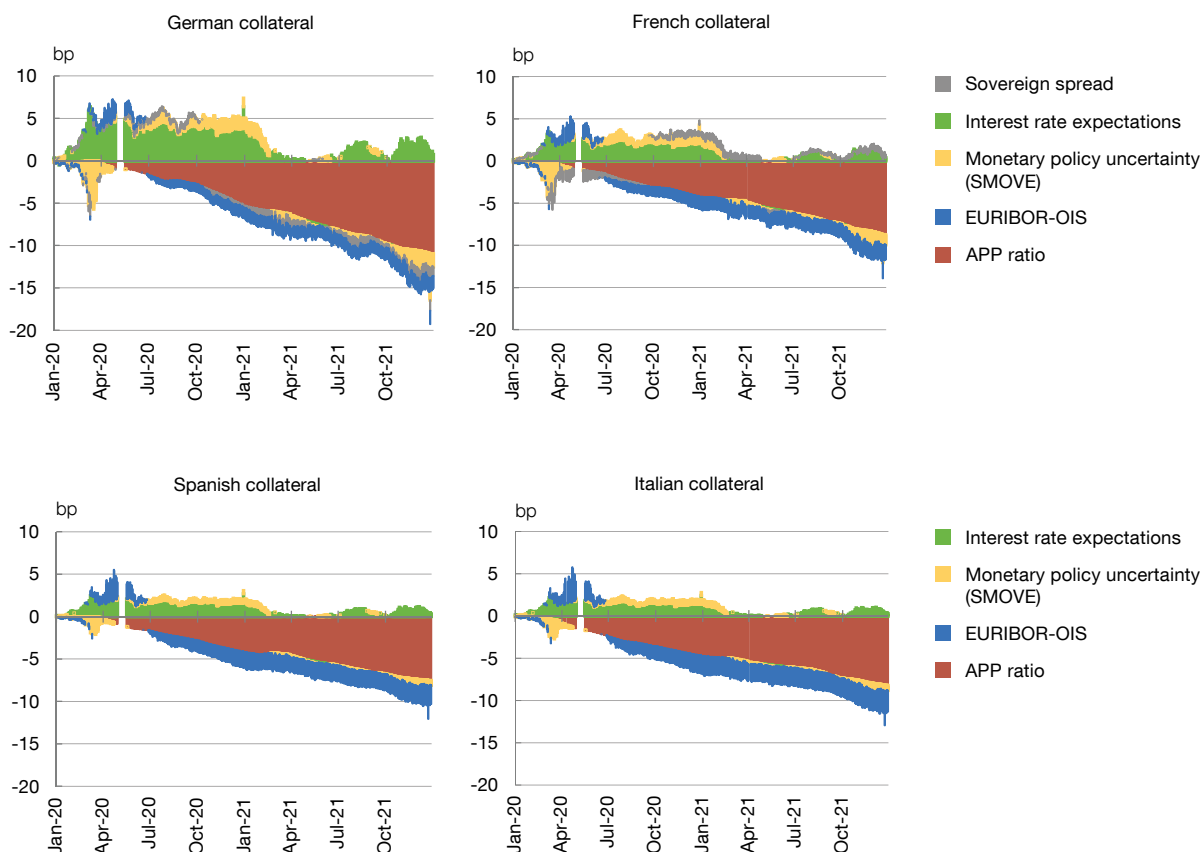 German collateral
bp
10
5
0
-5
-10
-15
-20
Jan-20
Apr-20
Jul-20
Oct-20
Jan-21
Apr-21
Jul-21
Oct-21
French collateral
bp
10
5
0
-5
-10
-15
-20
Jan-20
Apr-20
Jul-20
Oct-20
Jan-21
Apr-21
Jul-21
Oct-21
Sovereign spread
Interest rate expectations
Monetary policy uncertainty
(SMOVE)
EURIBOR-OIS
APP ratio
Spanish collateral
bp
10
5
0
-5
-10
-15
-20
Jan-20
Apr-20
Jul-20
Oct-20
Jan-21
Apr-21
Jul-21
Oct-21
Italian collateral
bp
10
5
0
-5
-10
-15
-20
Jan-20
Apr-20
Jul-20
Oct-20
Jan-21
Apr-21
Jul-21
Oct-21
Interest rate expectations
Monetary policy uncertainty
(SMOVE)
EURIBOR-OIS
APP ratio